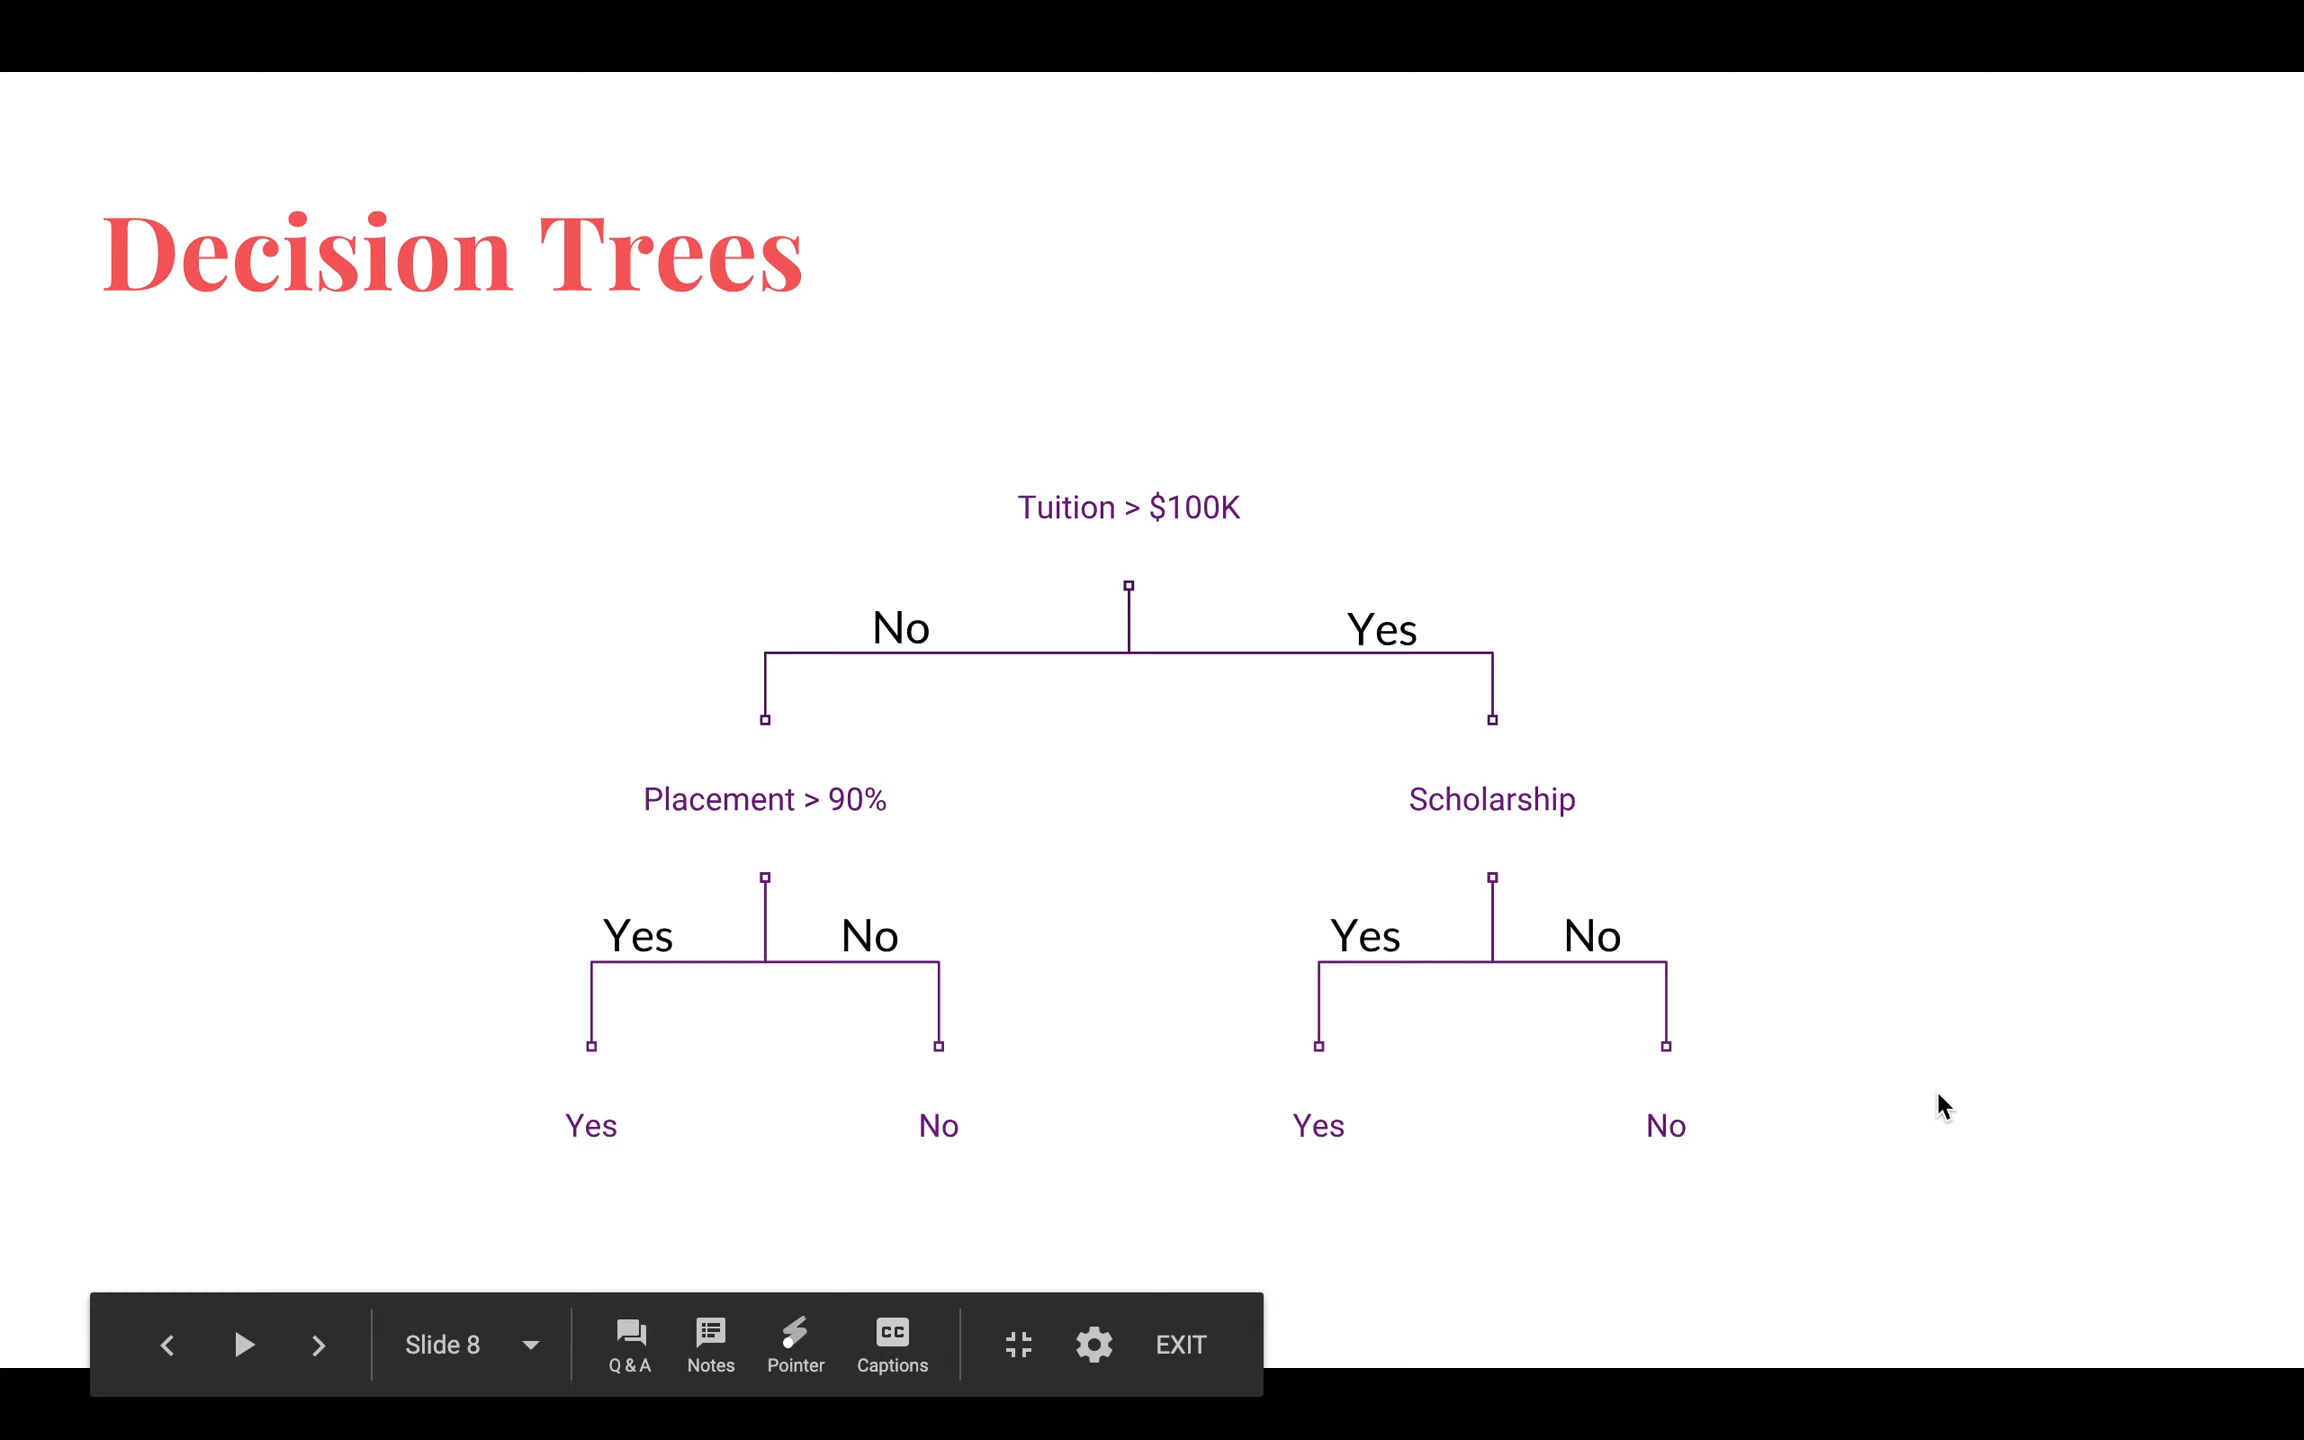 Decision Trees
Tuition > $100K
No
Yes
Placement > 90%
Scholarship
Yes
No
Yes
No
Yes
No
Yes
No
Slide 8
Q & A
Notes
Pointer
CC
Captions
EXIT